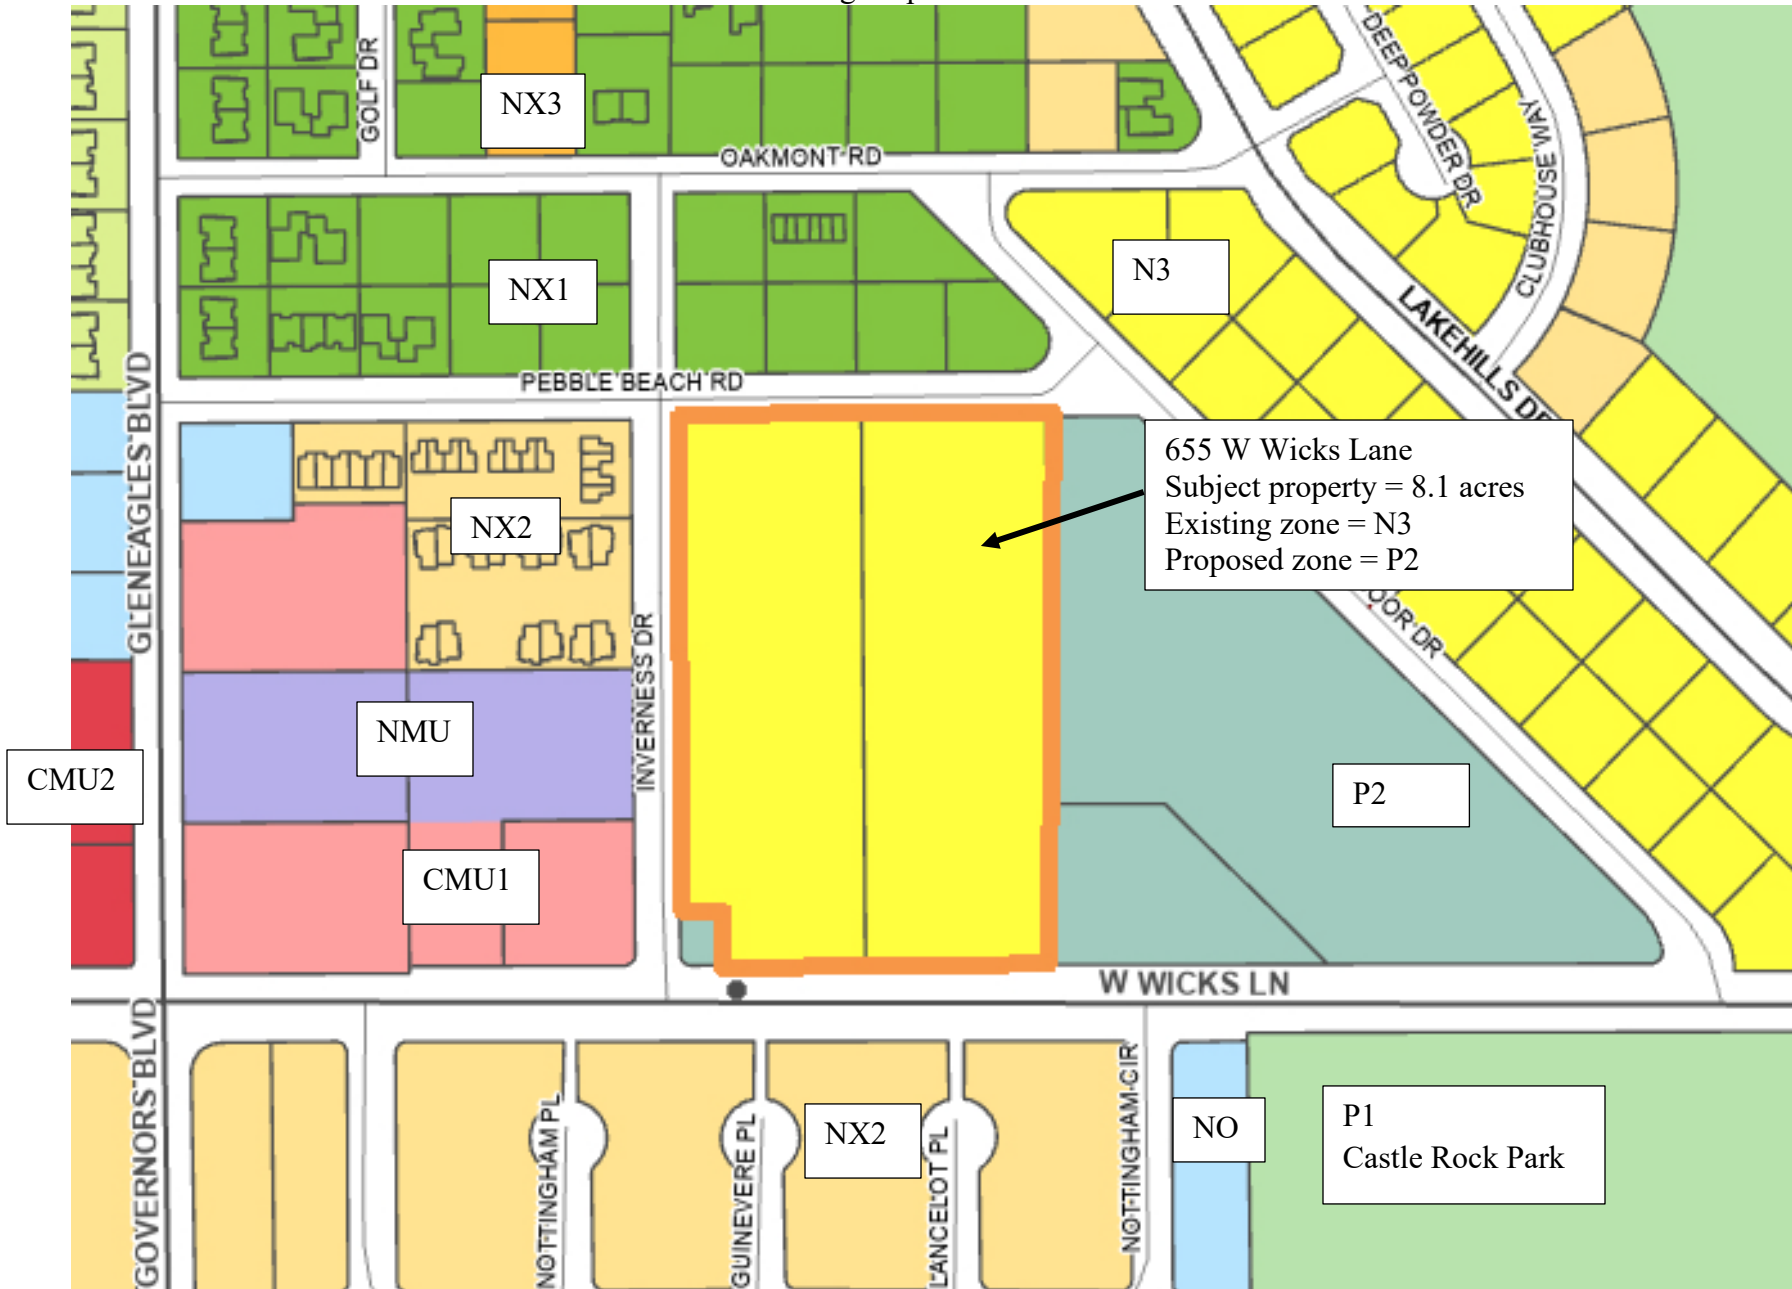 GOLF DR
NX3
DEEP POWDER DR
CLUBHOUSE WAY
OAKMONT RD
NX1
N3
LAKEHILLS DR
PEBBLE BEACH RD
GLENEAGLES BLVD
655 W Wicks Lane
Subject property = 8.1 acres
Existing zone = N3
Proposed zone = P2
NX2
OOR DR
INVERNESS DR
NMU
CMU2
P2
CMU1
W WICKS LN
GOVERNORS BLVD
NOTTINGHAM PL
GUINEVERE PL
NX2
LANCELOT PL
NOTTINGHAM CIR
NO
P1
Castle Rock Park